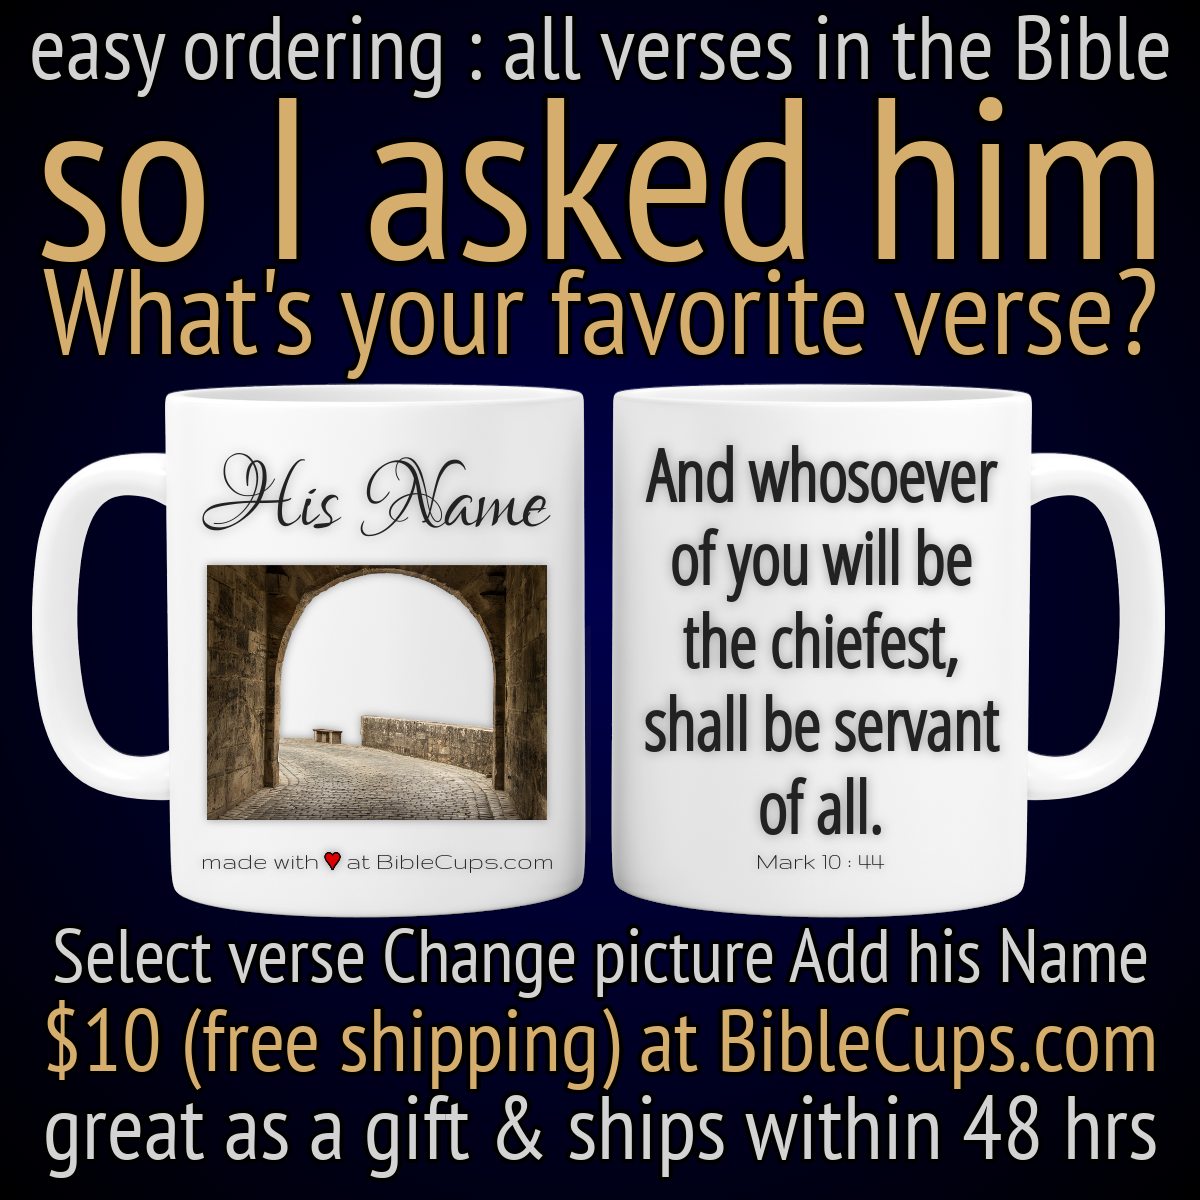 easy ordering : all verses in the Bible
so I asked him
What's your favorite verse?
His Name
made with ♥ at BibleCups.com
And whosoever
of you will be
the chiefest,
shall be servant
of all.
Mark 10 : 44
Select verse Change picture Add his Name
$10 (free shipping) at BibleCups.com
great as a gift & ships within 48 hrs